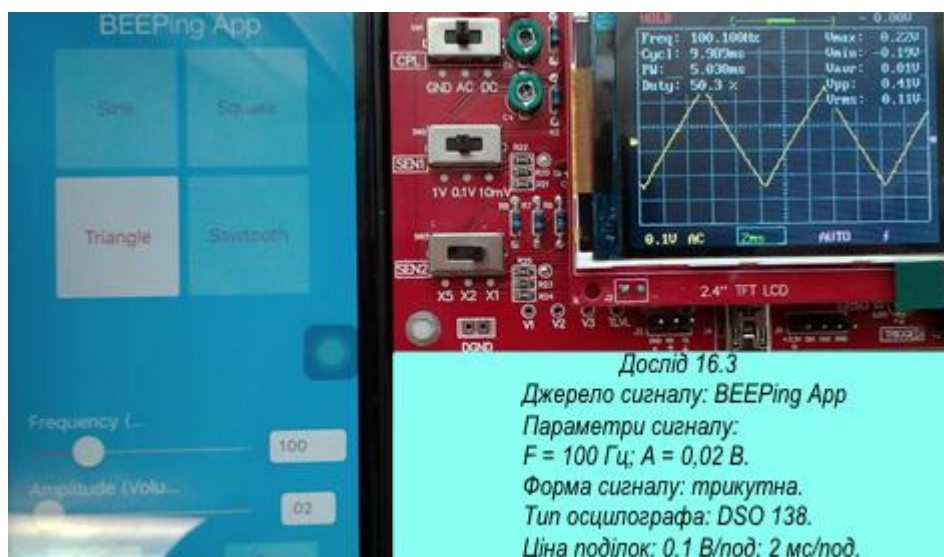 BEEPing App
Sine
Square
Triangle
Sawtooth
Frequency (...
100
Amplitude (Volu...
02
CPL
GND AC DC
SEN1
1V 0.1V 10mV
SEN2
X5 X2 X1
DGND
V1 V2 V3
2.4" TFT LCD
HOLD
0.00V
Freq: 100.100Hz
Cycl: 9.989ms
PW: 5.030ms
Duty: 50.3 %
Vmax: 0.22V
Vmin: -0.19V
Vavr: 0.01V
Vpp: 0.41V
Vrms: 0.11V
0.1V AC 2ms AUTO
Дослід 16.3
Джерело сигналу: BEEPing App
Параметри сигналу:
F = 100 Гц; A = 0,02 В.
Форма сигналу: трикутна.
Тип осцилографа: DSO 138.
Ціна поділок: 0,1 В/под; 2 мс/под.